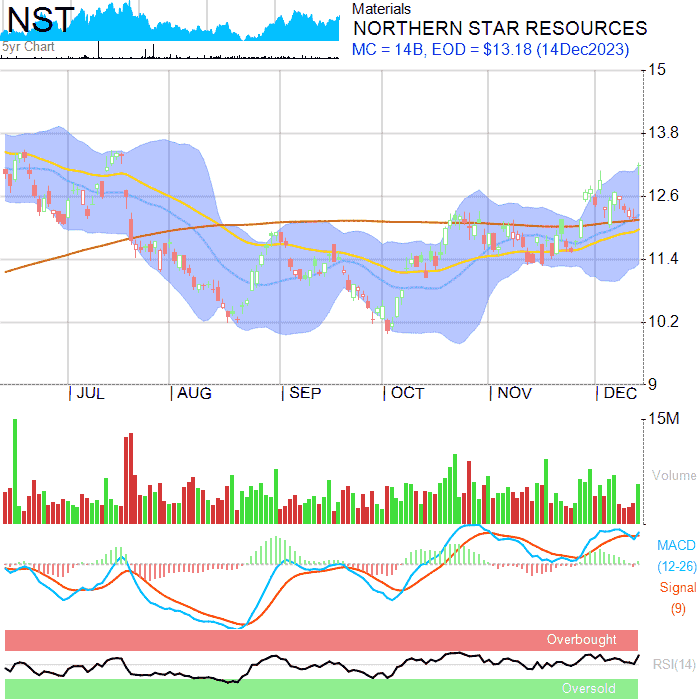 NST
5yr Chart
Materials
NORTHERN STAR RESOURCES
MC = 14B, EOD = $13.18 (14Dec2023)
15
13.8
12.6
11.4
10.2
9
| JUL | AUG | SEP | OCT | NOV | DEC
15M
Volume
MACD
(12-26)
Signal
(9)
Overbought
RSI(14)
Oversold